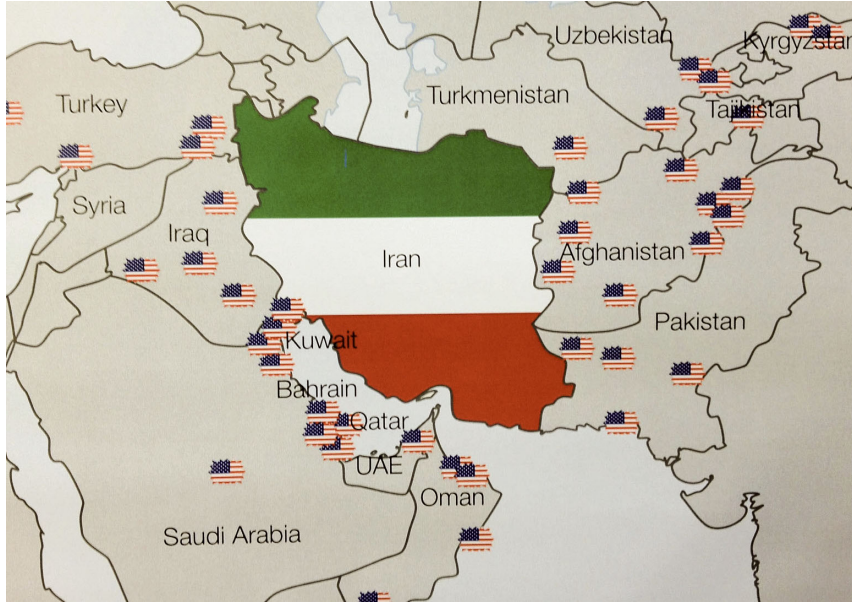 Uzbekistan
Kyrgyzstan
Turkey
Turkmenistan
Tajikistan
Syria
Iraq
Iran
Afghanistan
Pakistan
Kuwait
Bahrain
Qatar
UAE
Oman
Saudi Arabia